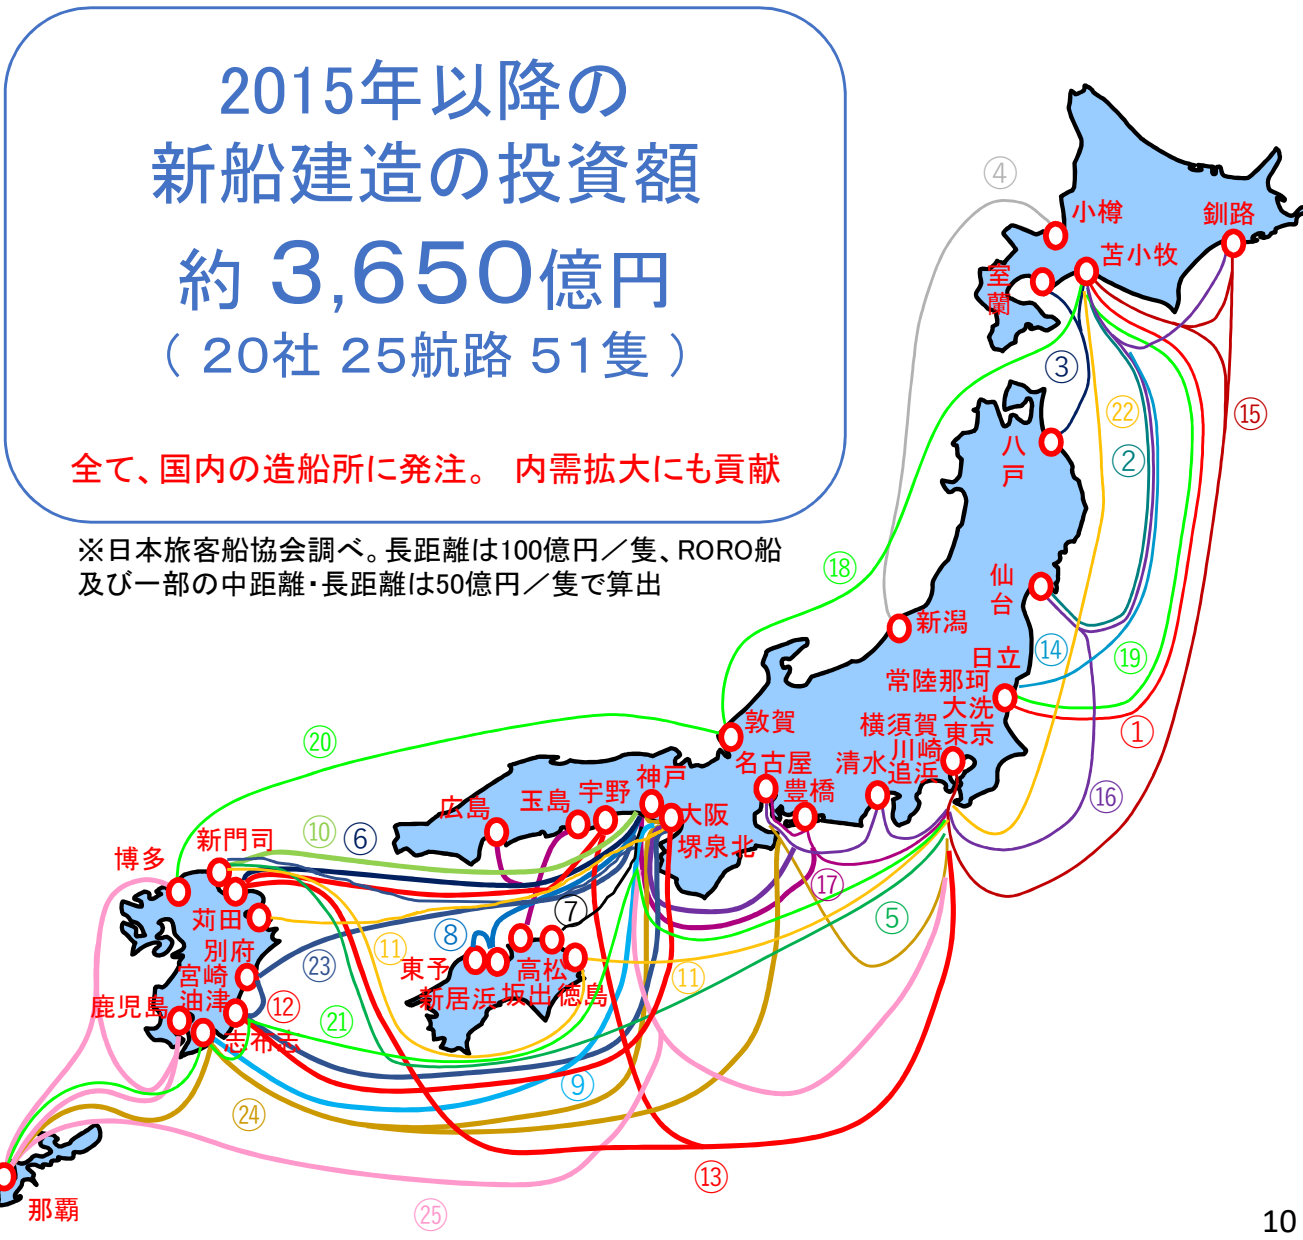 2015年以降の
新船建造の投資額
約 3,650億円
（ 20社 25航路 51隻 ）
全て、国内の造船所に発注。 内需拡大にも貢献
※日本旅客船協会調べ。長距離は100億円／隻、RORO船
及び一部の中距離・長距離は50億円／隻で算出
④
小樽
釧路
苫小牧
室蘭
③
㉒
⑮
②
八戸
⑱
仙台
新潟
⑭
⑲
日立
常陸那珂
大洗
①
敦賀
横須賀
東京
川崎
追浜
⑳
名古屋
清水
豊橋
⑯
神戸
宇野
玉島
広島
大阪
堺泉北
⑩
⑥
新門司
博多
⑰
苅田
⑦
⑤
⑧
⑪
別府
㉓
宮崎
東予
高松
⑪
油津
新居浜
坂出
徳島
鹿児島
⑫
㉑
志布志
⑨
㉔
⑬
那覇
㉕
10